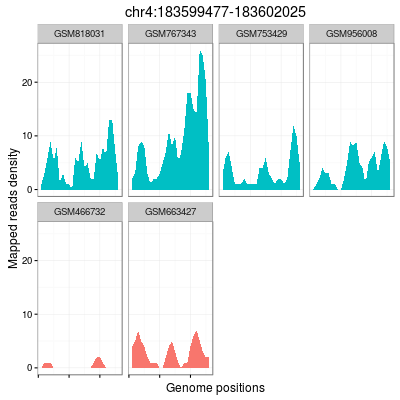 chr4:183599477-183602025
GSM818031 GSM767343 GSM753429 GSM956008
20
10
0
GSM466732 GSM663427
20
10
0
Mapped reads density
Genome positions